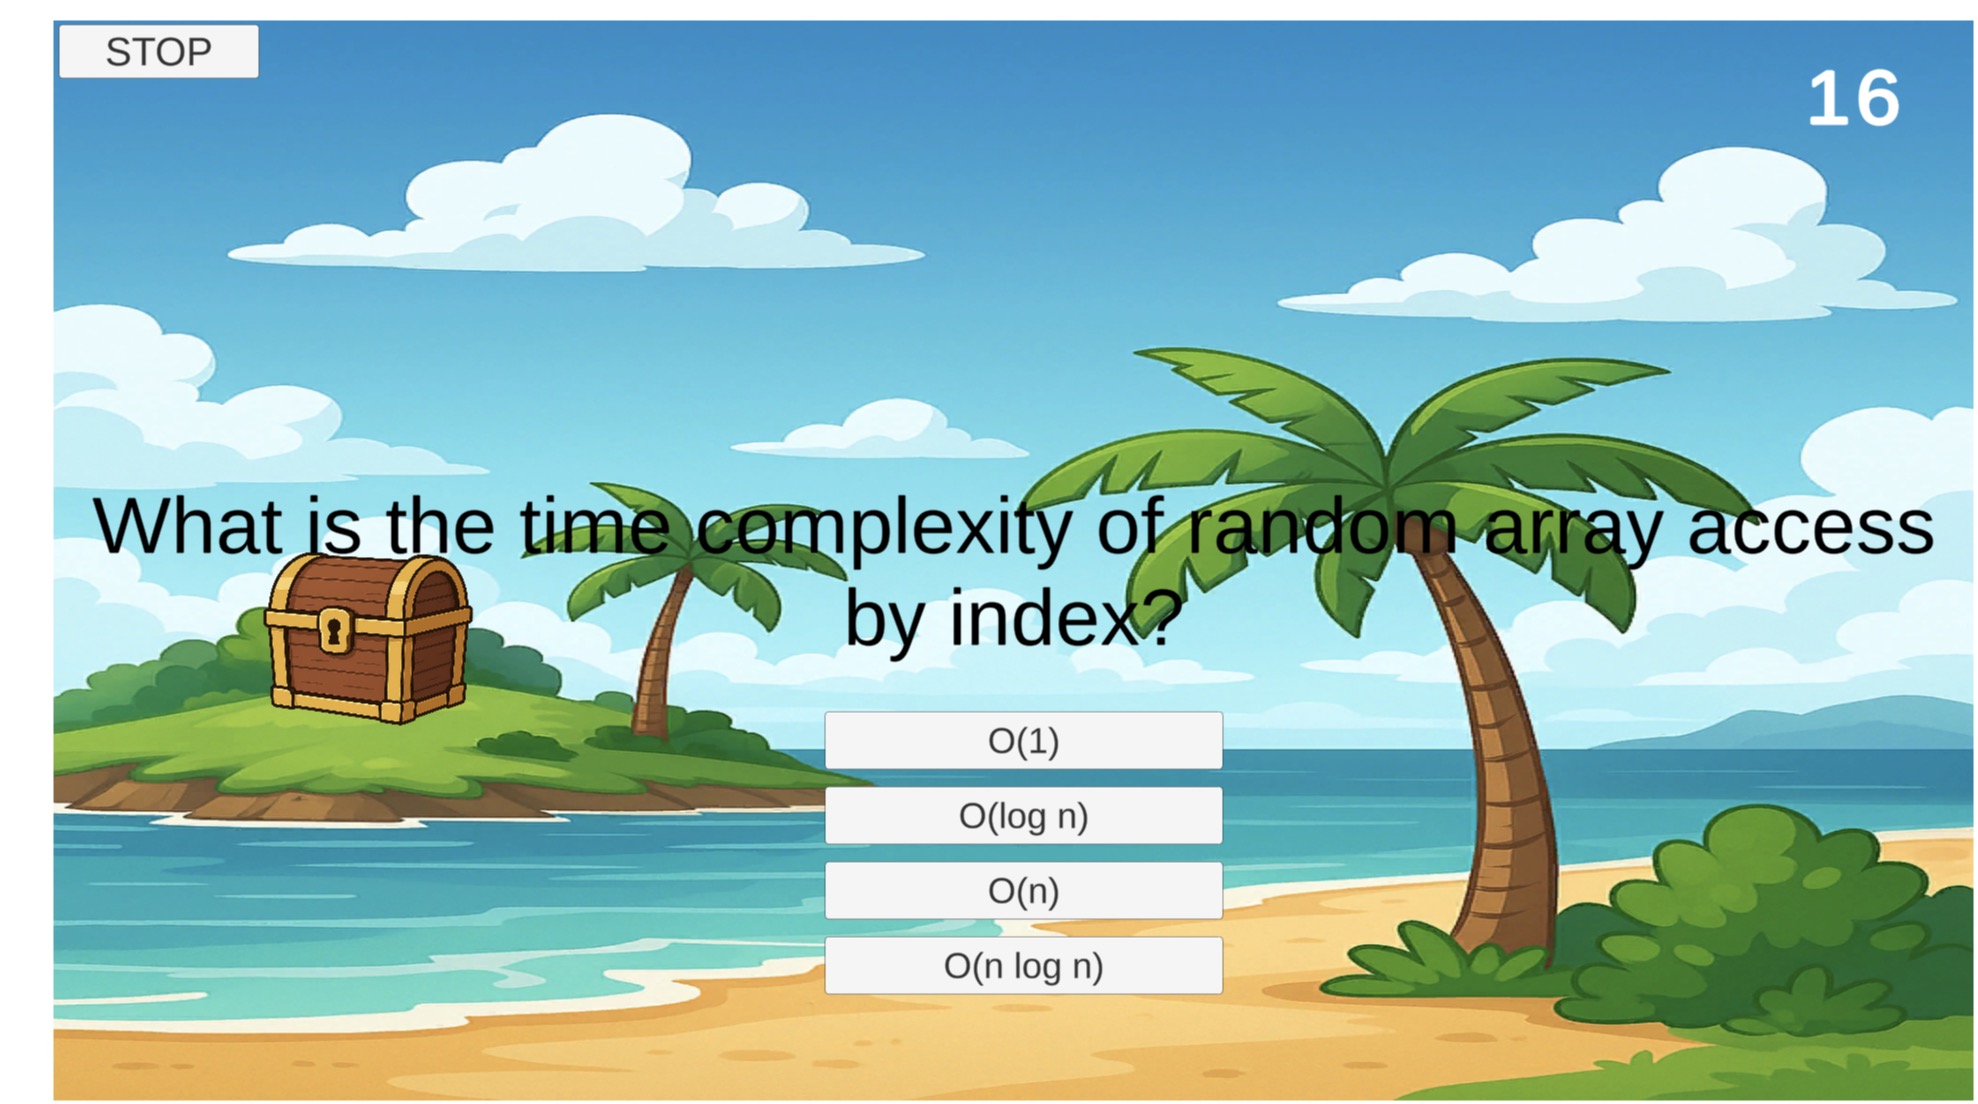 STOP
16
What is the time complexity of random array access
by index?
O(1)
O(log n)
O(n)
O(n log n)